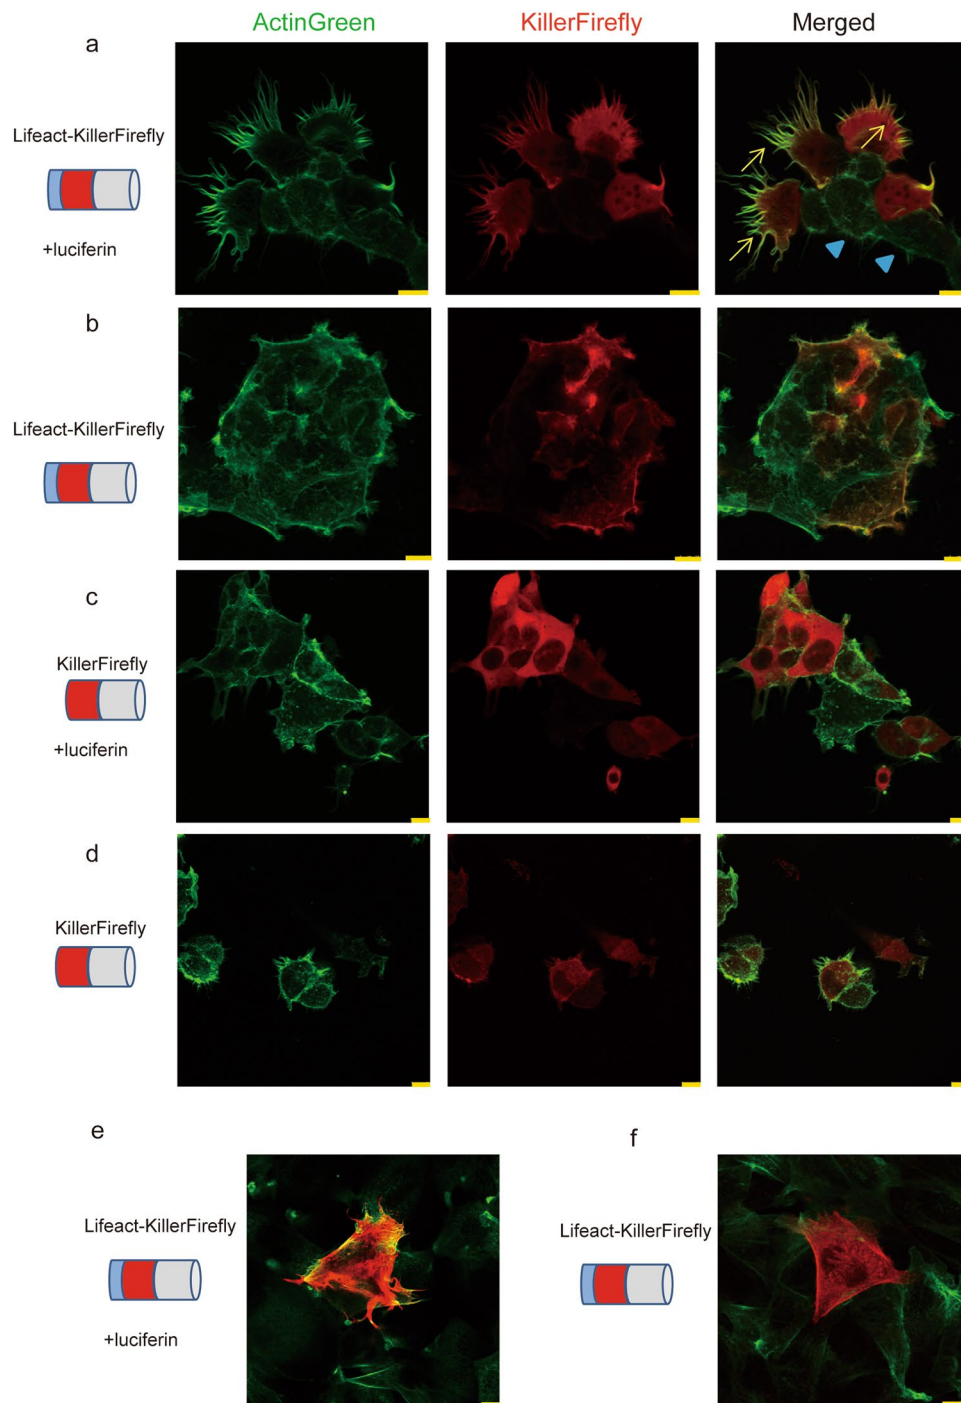 ActinGreen KillerFirefly Merged
a
Lifeact-KillerFirefly
+luciferin
b
Lifeact-KillerFirefly
c
KillerFirefly
+luciferin
d
KillerFirefly
e
f
Lifeact-KillerFirefly
Lifeact-KillerFirefly
+luciferin